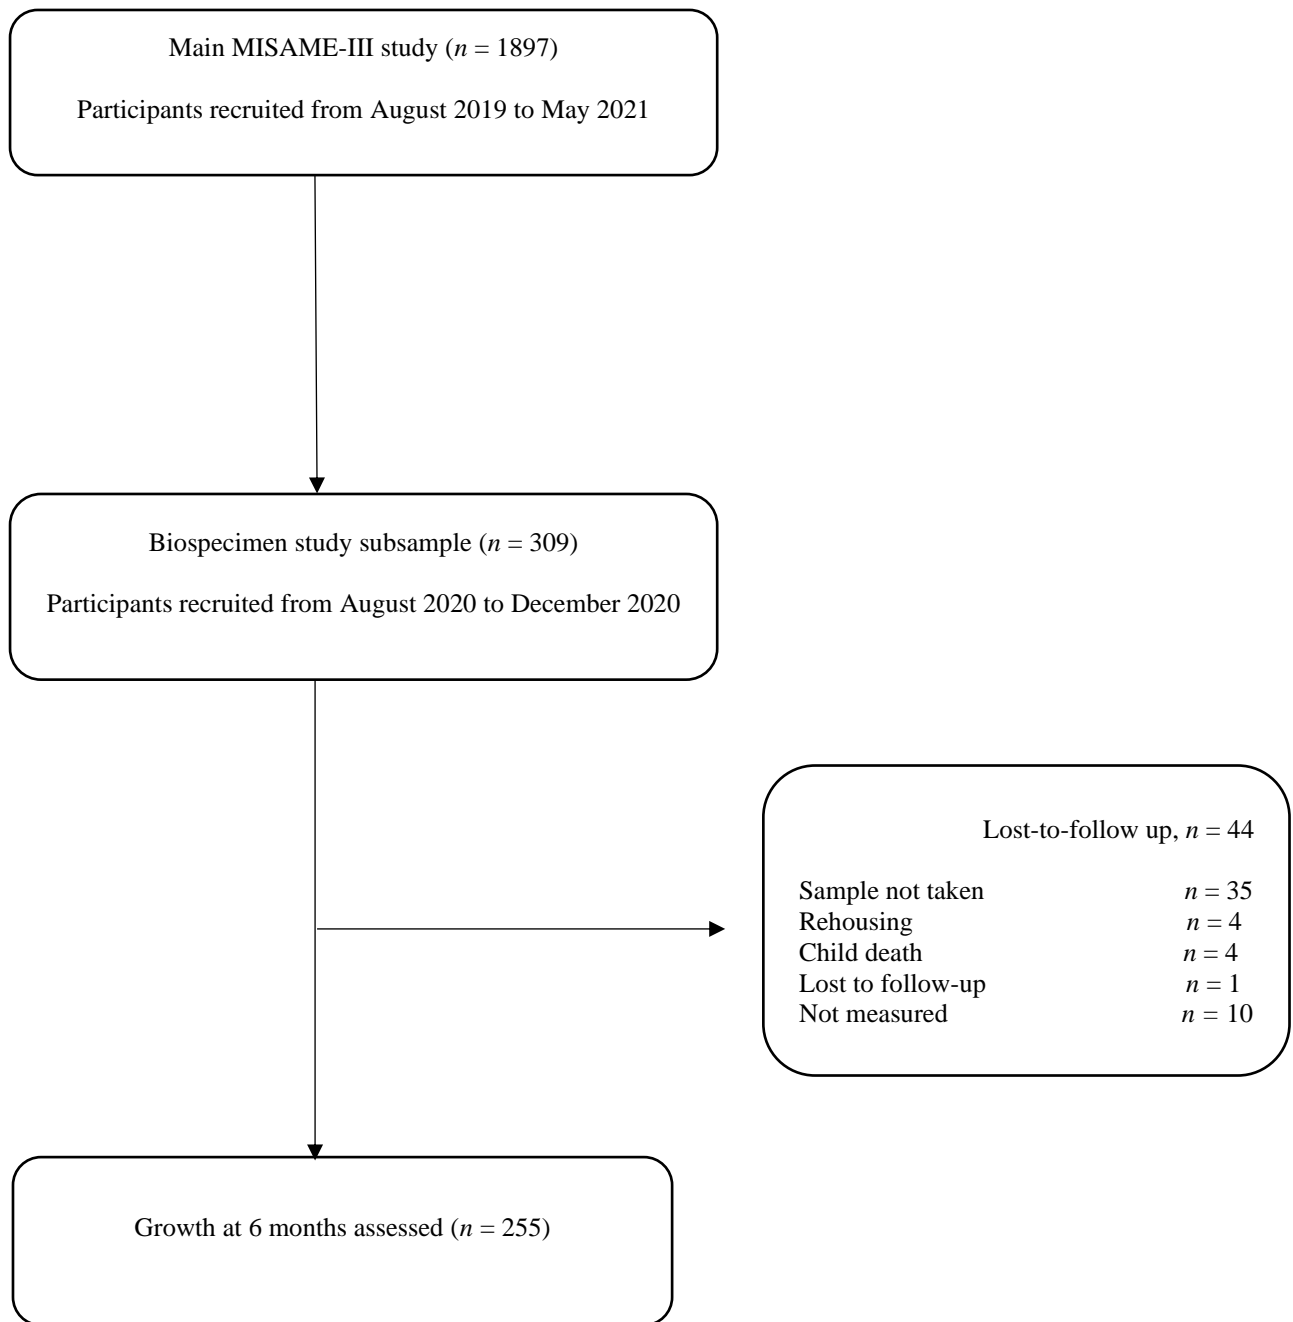 Main MISAME-III study (n = 1897)
Participants recruited from August 2019 to May 2021
Biospecimen study subsample (n = 309)
Participants recruited from August 2020 to December 2020
Lost-to-follow up, n = 44
Sample not taken n = 35
Rehousing n = 4
Child death n = 4
Lost to follow-up n = 1
Not measured n = 10
Growth at 6 months assessed (n = 255)